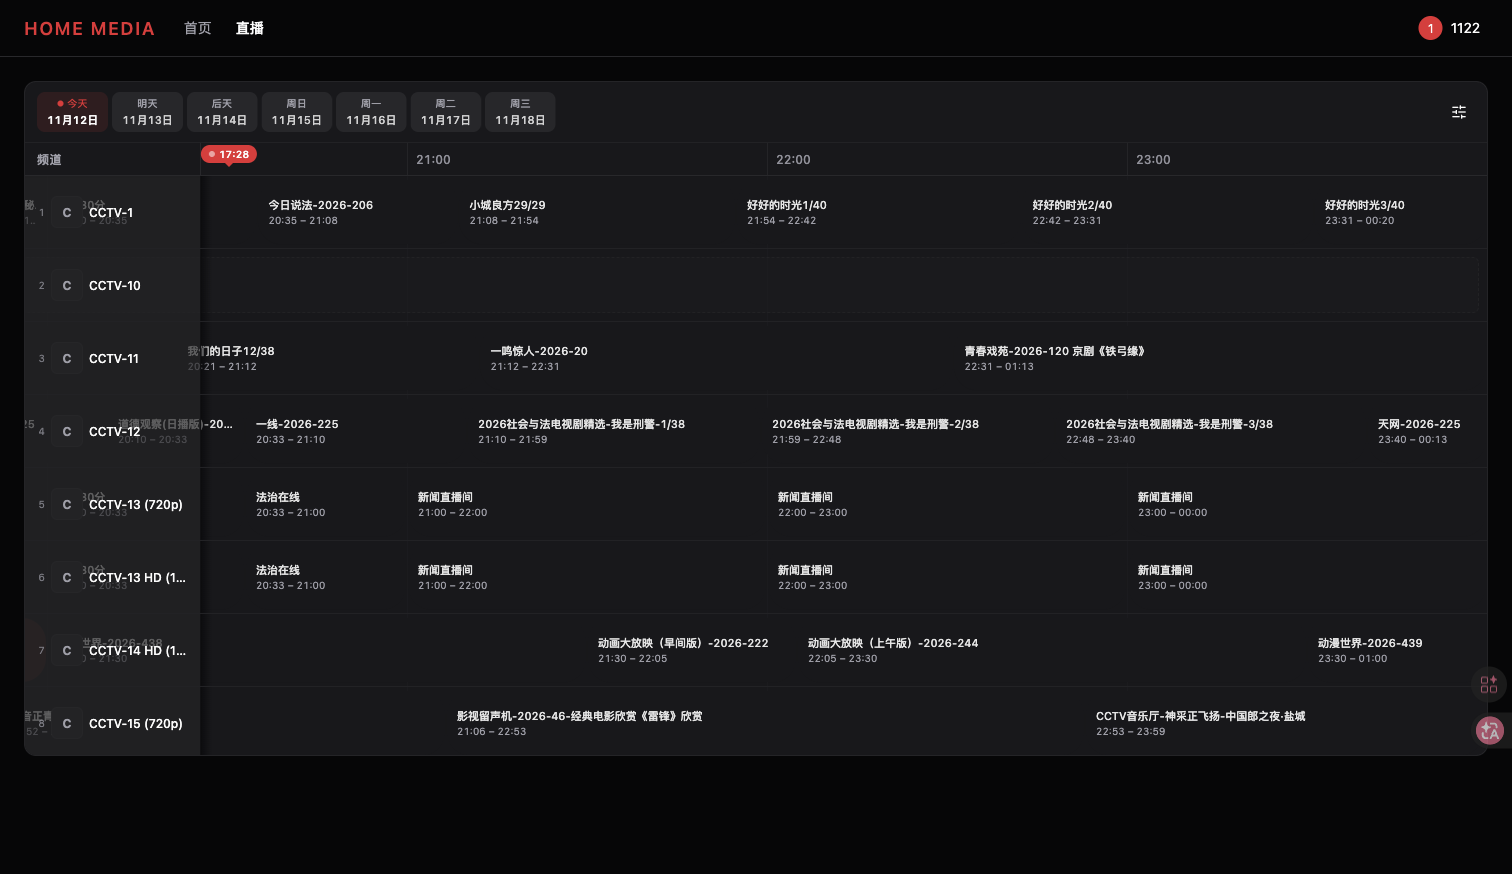 HOME MEDIA 首页 直播 1 1122
今天 明天 后天 周日 周一 周二 周三
11月12日 11月13日 11月14日 11月15日 11月16日 11月17日 11月18日
频道 17:28 21:00 22:00 23:00
1 C CCTV-1
今日说法-2026-206 小城良方29/29 好好的时光1/40 好好的时光2/40 好好的时光3/40
20:35 – 21:08 21:08 – 21:54 21:54 – 22:42 22:42 – 23:31 23:31 – 00:20
2 C CCTV-10
3 C CCTV-11
我们的日子12/38 一鸣惊人-2026-20 青春戏苑-2026-120 京剧《铁弓缘》
20:21 – 21:12 21:12 – 22:31 22:31 – 01:13
4 C CCTV-12
道德观察(日播版)-20... 一线-2026-225 2026社会与法电视剧精选-我是刑警-1/38 2026社会与法电视剧精选-我是刑警-2/38 2026社会与法电视剧精选-我是刑警-3/38 天网-2026-225
20:10 – 20:33 20:33 – 21:10 21:10 – 21:59 21:59 – 22:48 22:48 – 23:40 23:40 – 00:13
5 C CCTV-13 (720p)
法治在线 新闻直播间 新闻直播间 新闻直播间
20:33 – 21:00 21:00 – 22:00 22:00 – 23:00 23:00 – 00:00
6 C CCTV-13 HD (1...
法治在线 新闻直播间 新闻直播间 新闻直播间
20:33 – 21:00 21:00 – 22:00 22:00 – 23:00 23:00 – 00:00
7 C CCTV-14 HD (1...
世界-2026-438 动画大放映（早间版）-2026-222 动画大放映（上午版）-2026-244 动漫世界-2026-439
– 21:30 21:30 – 22:05 22:05 – 23:30 23:30 – 01:00
8 C CCTV-15 (720p)
影视留声机-2026-46-经典电影欣赏《雷锋》欣赏 CCTV音乐厅-神采正飞扬-中国郎之夜·盐城
21:06 – 22:53 22:53 – 23:59